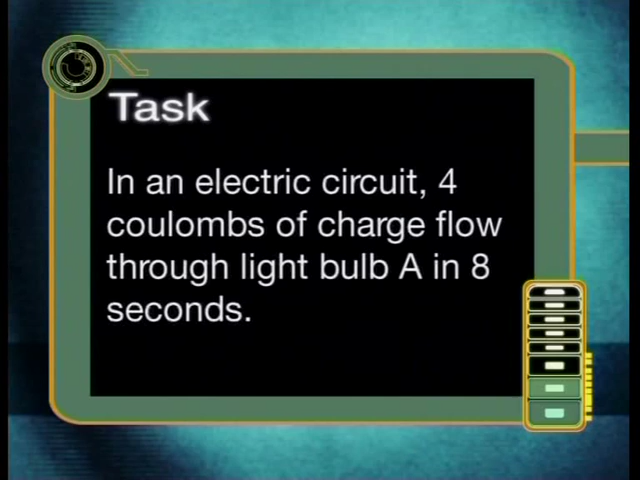 Task
In an electric circuit, 4
coulombs of charge flow
through light bulb A in 8
seconds.